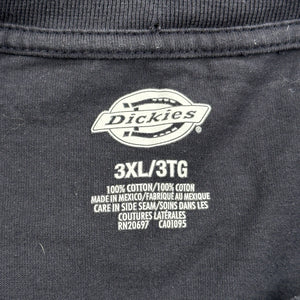 Dickies
®
3XL/3TG
100% COTTON/100% COTON
MADE IN MEXICO/FABRIQUÉ AU MEXIQUE
CARE IN SIDE SEAM/SOINS DANS LES
COUTURES LATÉRALES
RN20697 CA01095